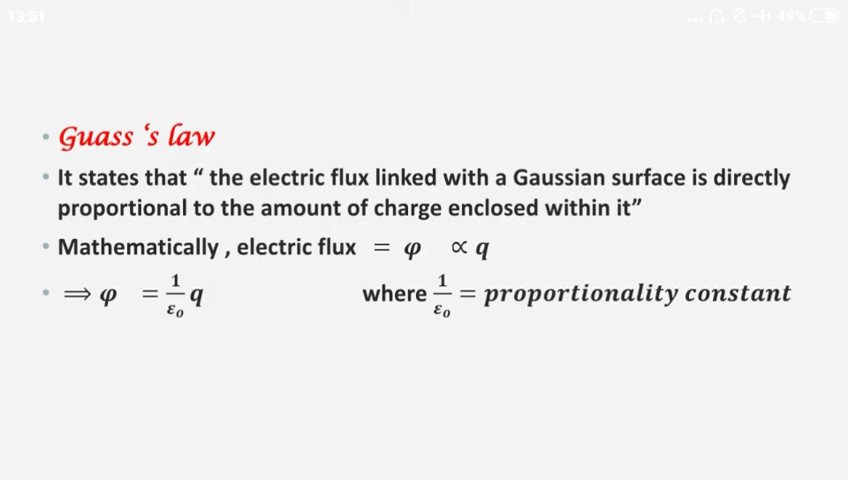 13:51
... 49%
• Guass ‘s law
• It states that “ the electric flux linked with a Gaussian surface is directly
proportional to the amount of charge enclosed within it”
• Mathematically , electric flux = φ ∝ q
• ⟹ φ = 1/ε₀ q where 1/ε₀ = proportionality constant